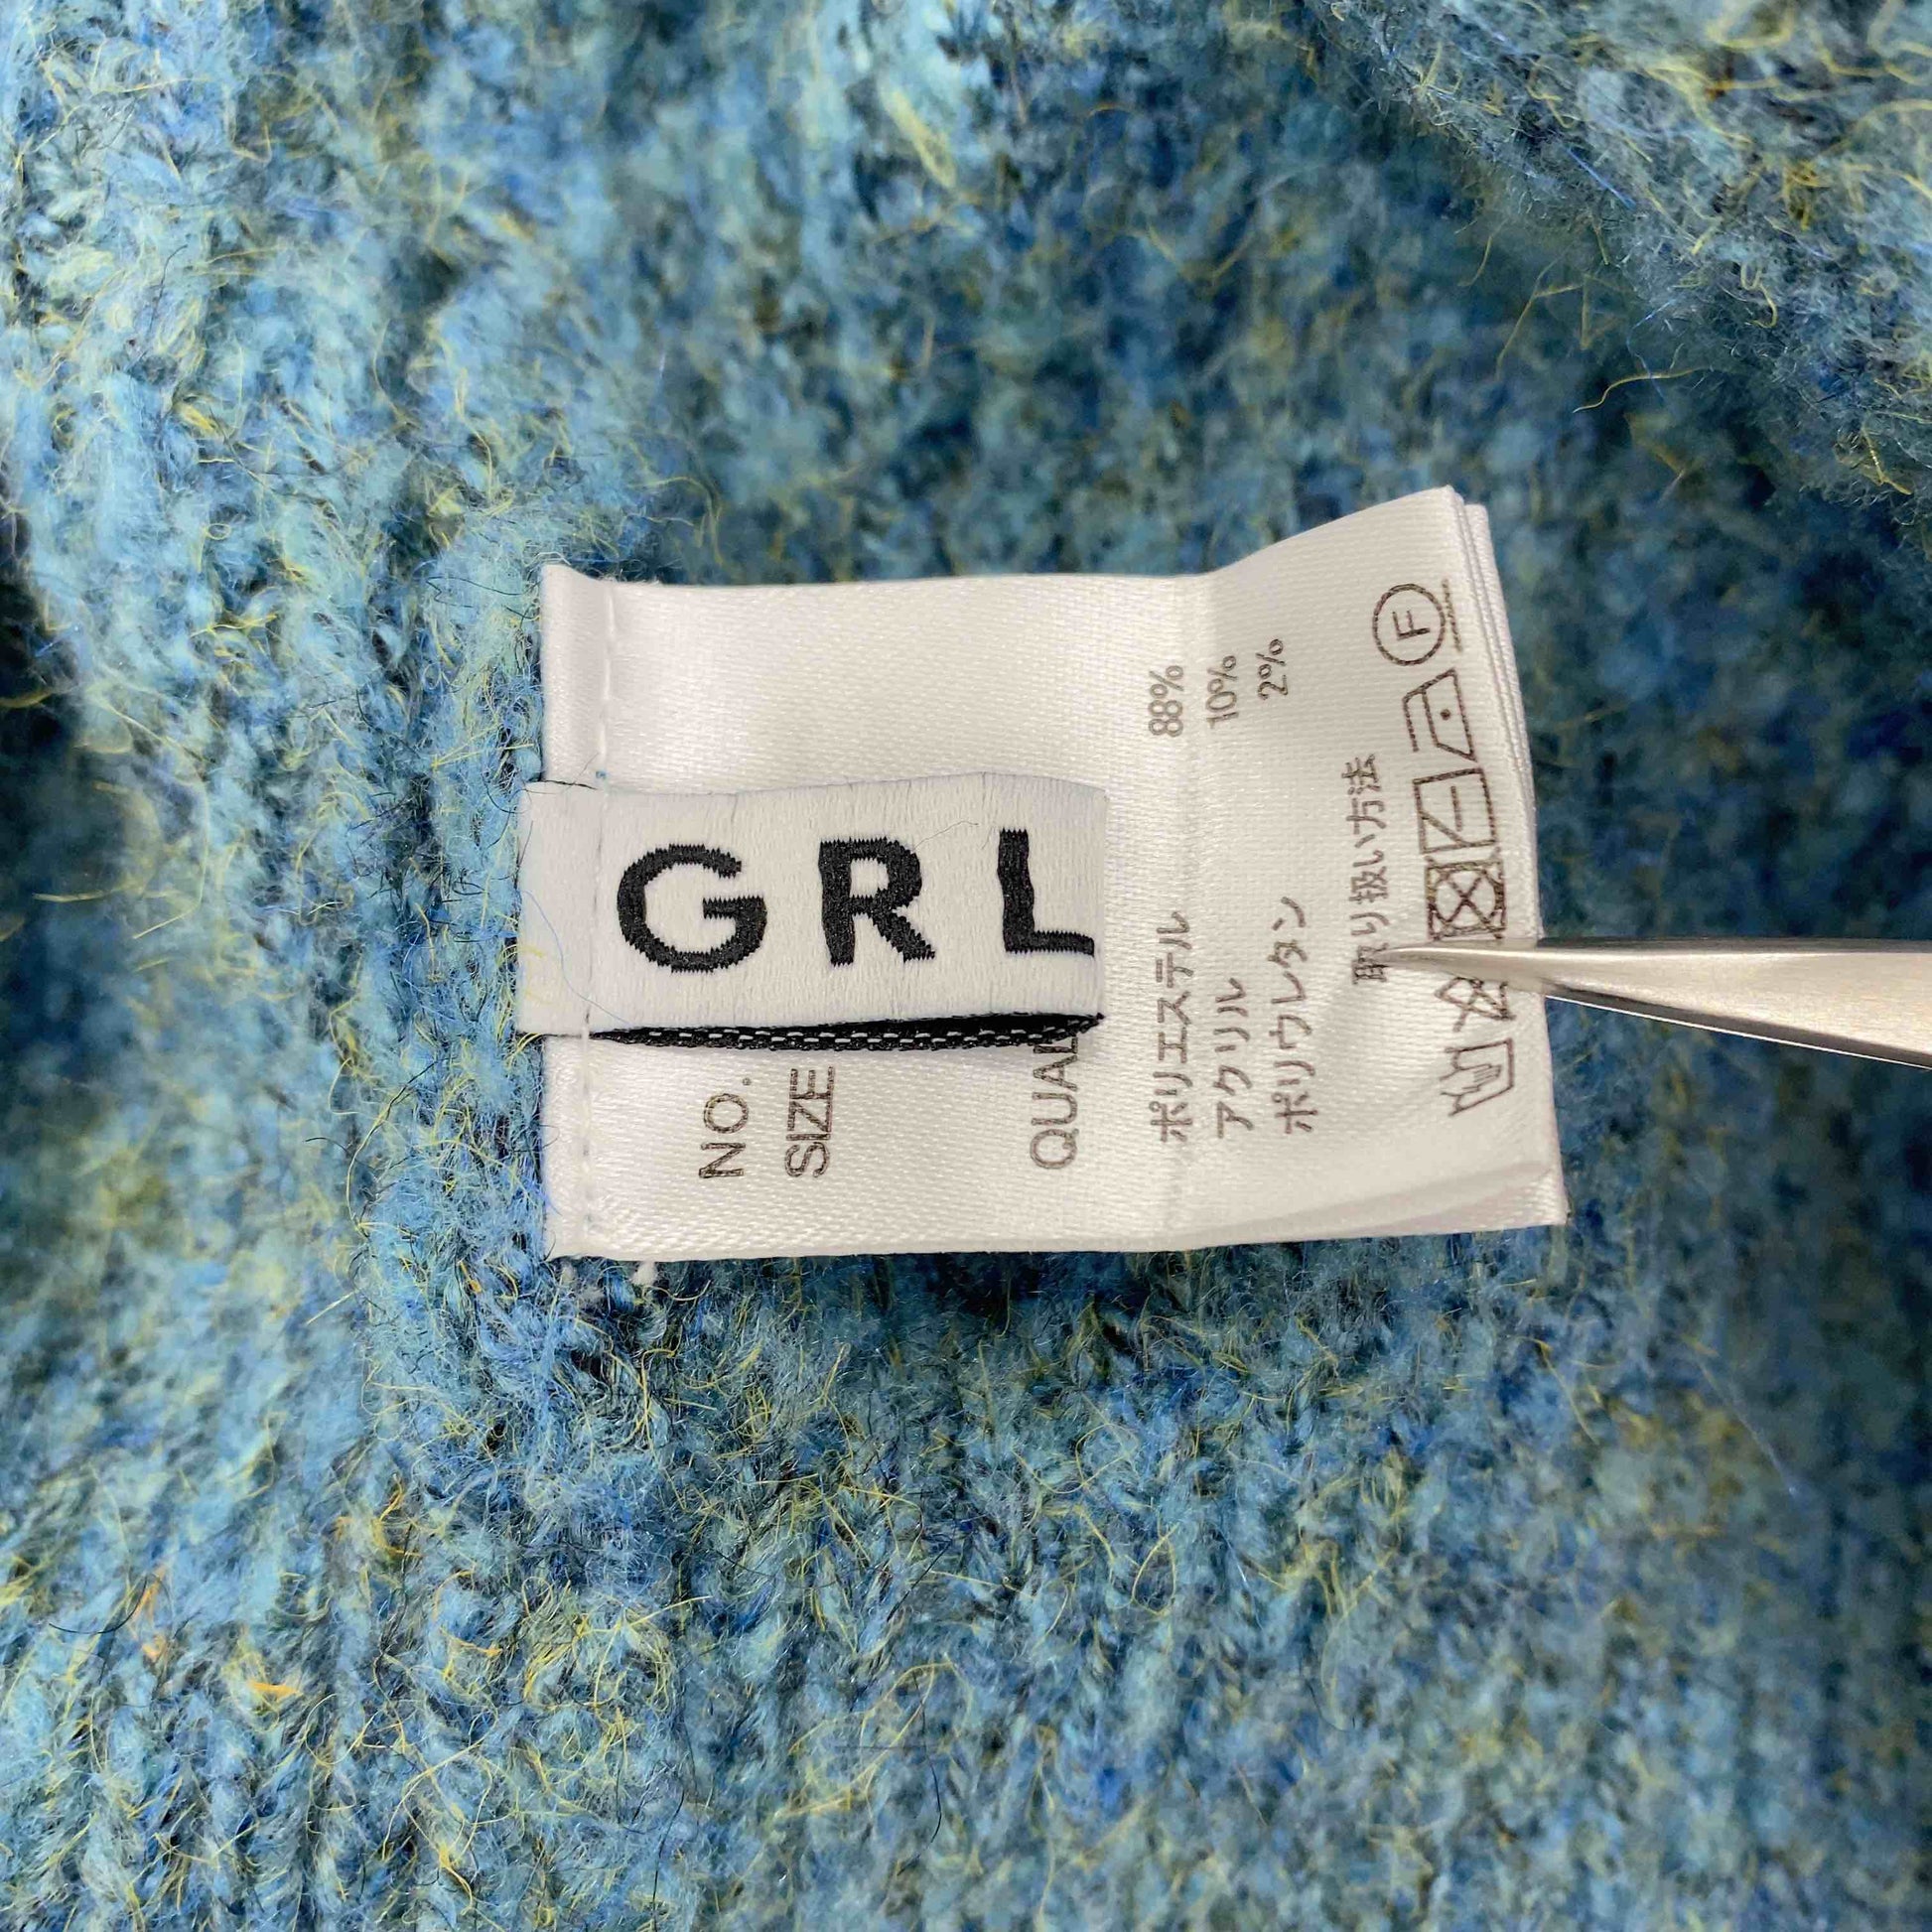 GRL
NO.
SIZE
QUAL
ポリエステル 88%
アクリル 10%
ポリウレタン 2%
取り扱い方法
F